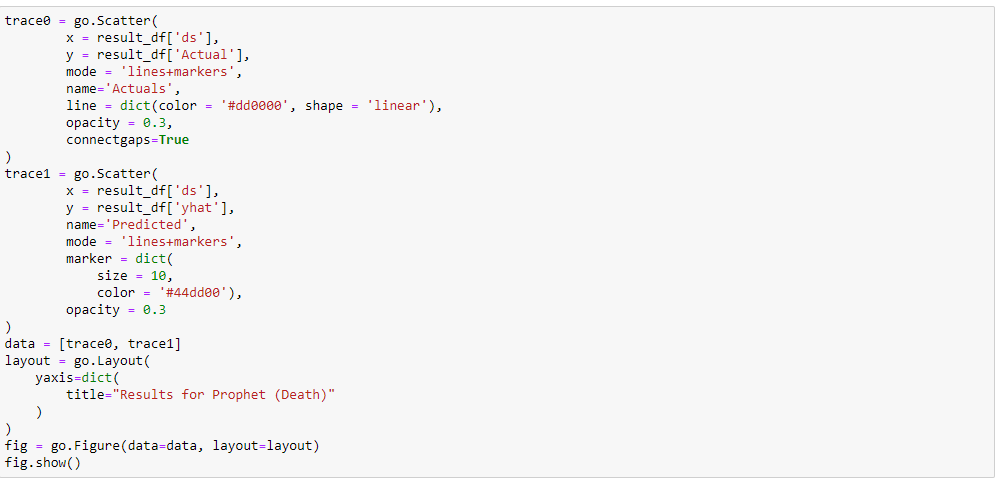 trace0 = go.Scatter(
        x = result_df['ds'],
        y = result_df['Actual'],
        mode = 'lines+markers',
        name='Actuals',
        line = dict(color = '#dd0000', shape = 'linear'),
        opacity = 0.3,
        connectgaps=True
)
trace1 = go.Scatter(
        x = result_df['ds'],
        y = result_df['yhat'],
        name='Predicted',
        mode = 'lines+markers',
        marker = dict(
            size = 10,
            color = '#44dd00'),
        opacity = 0.3
)
data = [trace0, trace1]
layout = go.Layout(
    yaxis=dict(
        title="Results for Prophet (Death)"
    )
)
fig = go.Figure(data=data, layout=layout)
fig.show()